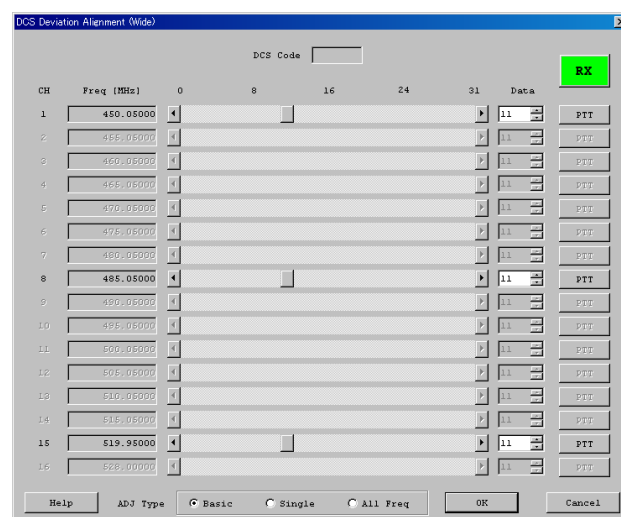 DCS Deviation Alignment (Wide)
DCS Code
RX
CH Freq [MHz] 0 8 16 24 31 Data
1 450.05000 11 PTT
2 455.05000 11 PTT
3 460.05000 11 PTT
4 465.05000 11 PTT
5 470.05000 11 PTT
6 475.05000 11 PTT
7 480.05000 11 PTT
8 485.05000 11 PTT
9 490.05000 11 PTT
10 495.05000 11 PTT
11 500.05000 11 PTT
12 505.05000 11 PTT
13 510.05000 11 PTT
14 515.05000 11 PTT
15 519.95000 11 PTT
16 528.00000 11 PTT
Help ADJ Type Basic Single All Freq OK Cancel